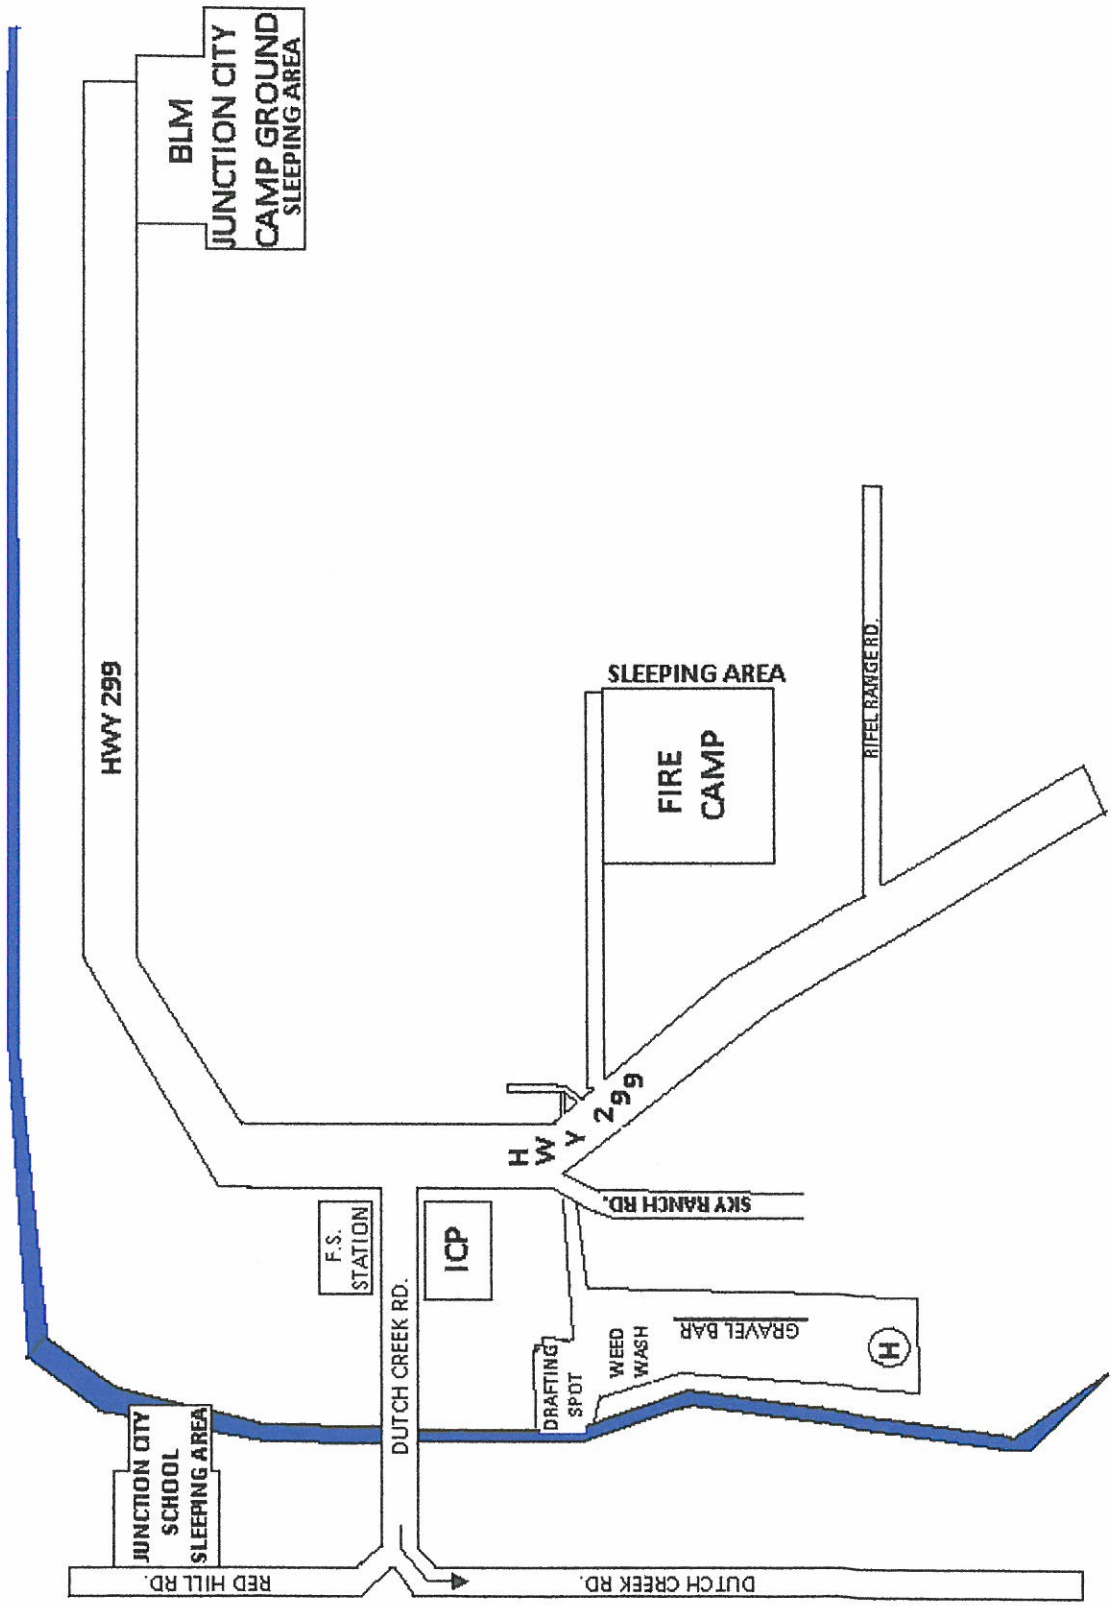 BLM
JUNCTION CITY
CAMP GROUND
SLEEPING AREA
HWY 299
SLEEPING AREA
FIRE
CAMP
RIFEL RANGE RD.
HWY 299
SKY RANCH RD.
F.S.
STATION
ICP
DUTCH CREEK RD.
DRAFTING
SPOT
WEED
WASH
GRAVEL BAR
H
JUNCTION CITY
SCHOOL
SLEEPING AREA
RED HILL RD.
DUTCH CREEK RD.